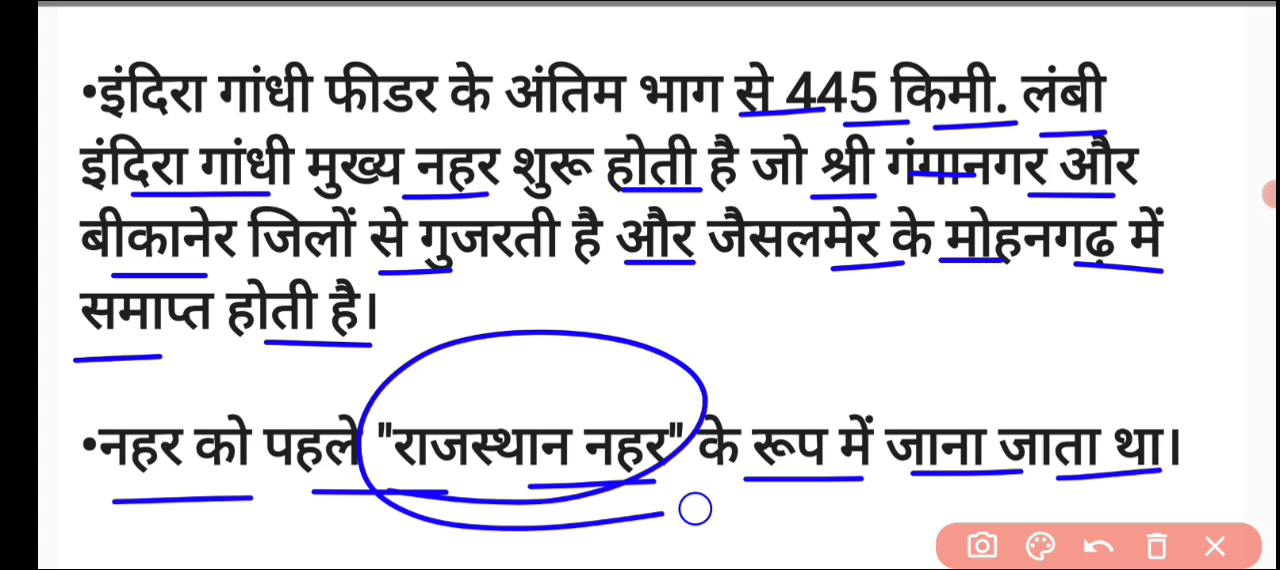 •इंदिरा गांधी फीडर के अंतिम भाग से 445 किमी. लंबी
इंदिरा गांधी मुख्य नहर शुरू होती है जो श्री गंगानगर और
बीकानेर जिलों से गुजरती है और जैसलमेर के मोहनगढ़ में
समाप्त होती है।
•नहर को पहले "राजस्थान नहर" के रूप में जाना जाता था।